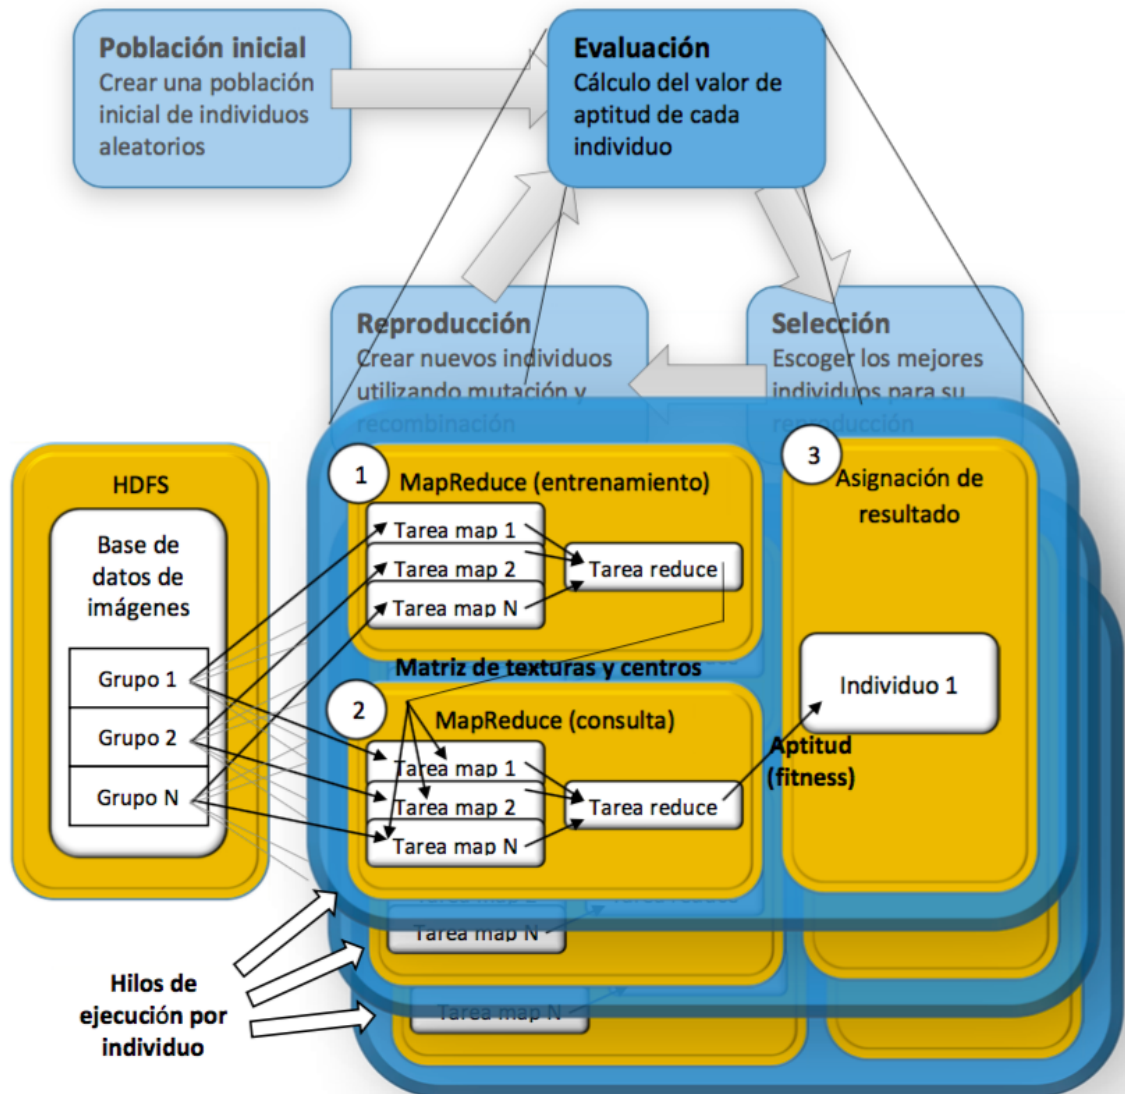 Población inicial
Crear una población
inicial de individuos
aleatorios
Evaluación
Cálculo del valor de
aptitud de cada
individuo
Reproducción
Crear nuevos individuos
utilizando mutación y
recombinación
Selección
Escoger los mejores
individuos para su
reproducción
HDFS
Base de
datos de
imágenes
Grupo 1
Grupo 2
Grupo N
1
MapReduce (entrenamiento)
Tarea map 1
Tarea map 2
Tarea map N
Tarea reduce
Matriz de texturas y centros
2
MapReduce (consulta)
Tarea map 1
Tarea map 2
Tarea map N
Tarea reduce
3
Asignación de
resultado
Individuo 1
Aptitud
(fitness)
Tarea map N
Tarea map N
Hilos de
ejecución por
individuo